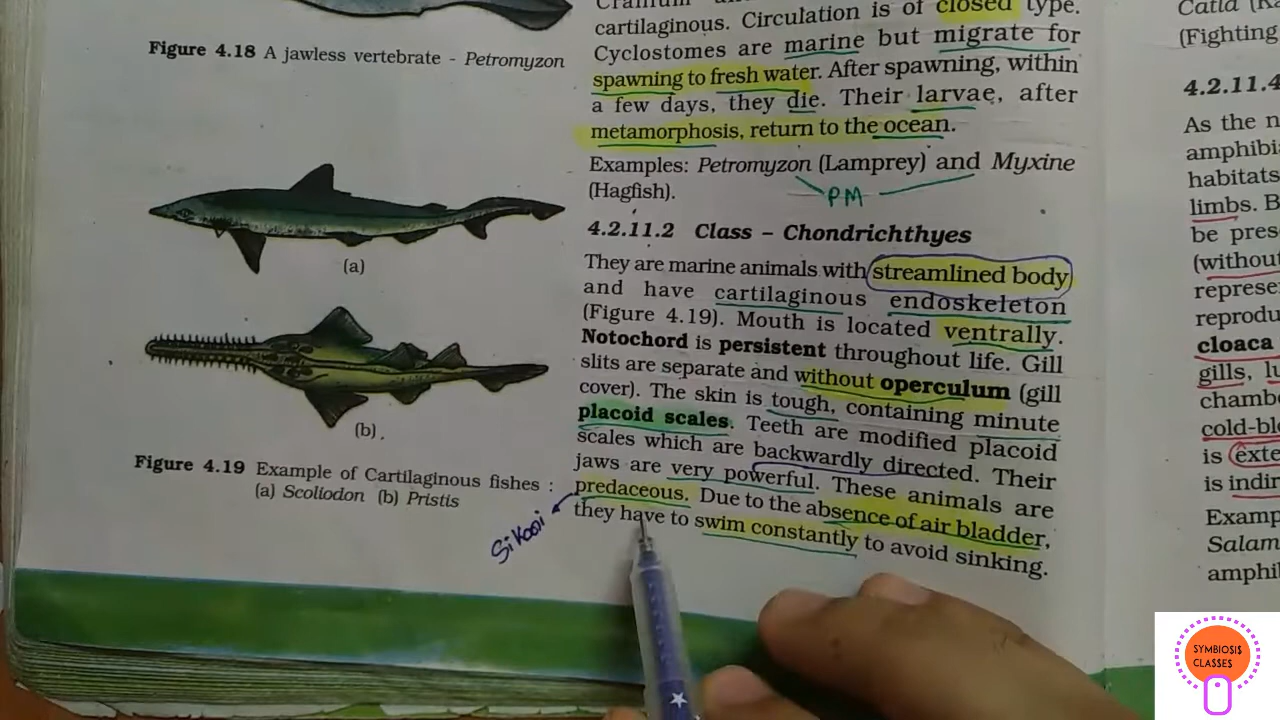 Figure 4.18 A jawless vertebrate - Petromyzon
(a)
(b)
Figure 4.19 Example of Cartilaginous fishes :
(a) Scoliodon (b) Pristis
cartilaginous. Circulation is of closed type.
Cyclostomes are marine but migrate for
spawning to fresh water. After spawning, within
a few days, they die. Their larvae, after
metamorphosis, return to the ocean.
Examples: Petromyzon (Lamprey) and Myxine
(Hagfish).
PM
4.2.11.2 Class – Chondrichthyes
They are marine animals with streamlined body
and have cartilaginous endoskeleton
(Figure 4.19). Mouth is located ventrally.
Notochord is persistent throughout life. Gill
slits are separate and without operculum (gill
cover). The skin is tough, containing minute
placoid scales. Teeth are modified placoid
scales which are backwardly directed. Their
jaws are very powerful. These animals are
predaceous. Due to the absence of air bladder,
they have to swim constantly to avoid sinking.
Catla
(Fighting
4.2.11.4
As the
amphibi
habitats
limbs.
be pres
(without
represe
reprodu
cloaca
gills,
chamb
cold-bl
is exte
is indir
Examp
Salam
amphi
SYMBIOSIS
CLASSES